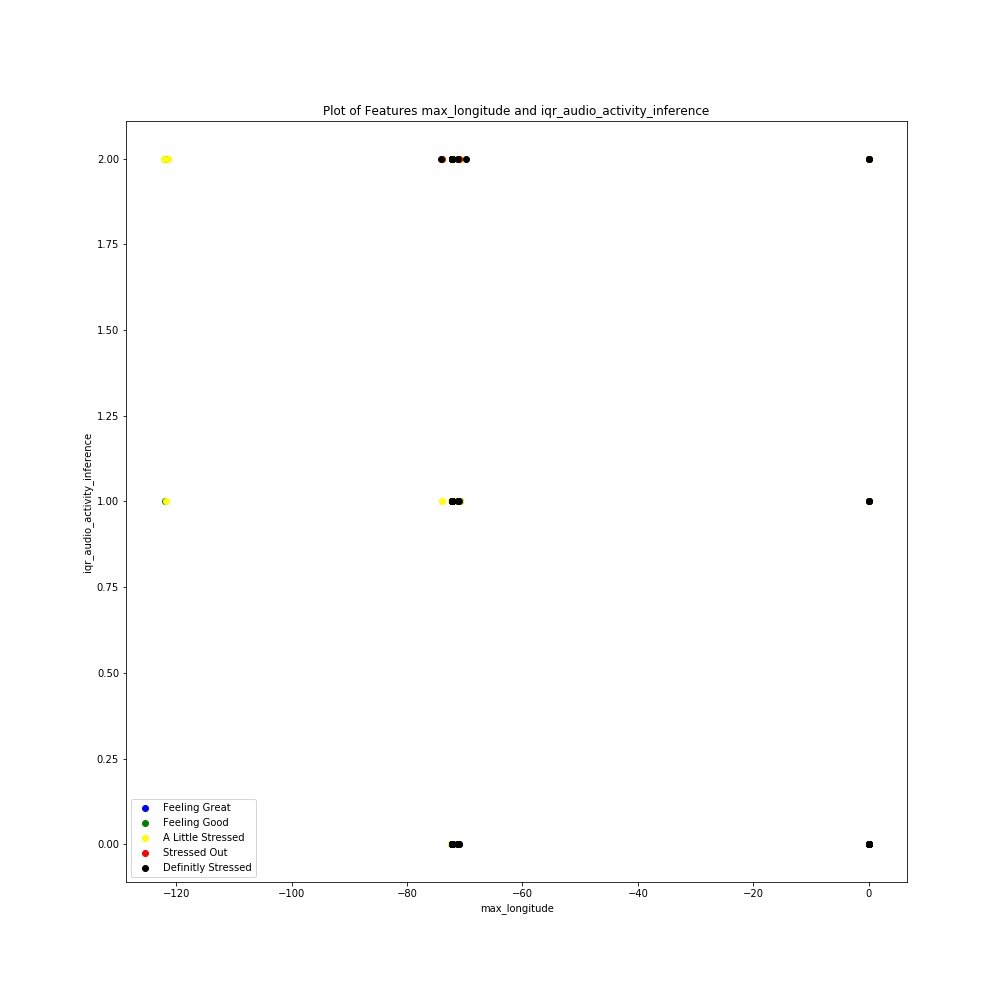 Plot of Features max_longitude and iqr_audio_activity_inference
2.00
1.75
1.50
1.25
1.00
0.75
0.50
0.25
0.00
iqr_audio_activity_inference
Feeling Great
Feeling Good
A Little Stressed
Stressed Out
Definitly Stressed
−120 −100 −80 −60 −40 −20 0
max_longitude